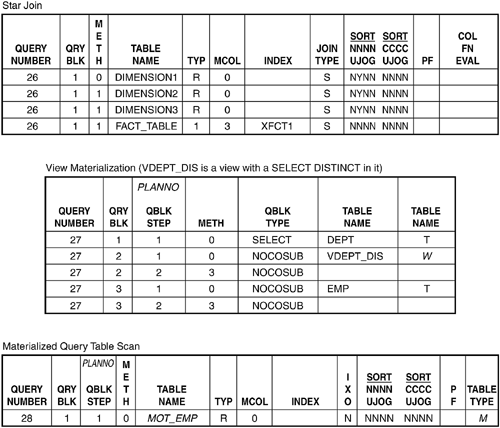 Star Join
M E T H
SORT SORT COL
QUERY QRY TABLE JOIN NNNN CCCC FN
NUMBER BLK NAME TYP MCOL INDEX TYPE UJOG UJOG PF EVAL
26 1 0 DIMENSION1 R 0 S NYNN NNNN
26 1 1 DIMENSION2 R 0 S NYNN NNNN
26 1 1 DIMENSION3 R 0 S NYNN NNNN
26 1 1 FACT_TABLE 1 3 XFCT1 S NNNN NNNN
View Materialization (VDEPT_DIS is a view with a SELECT DISTINCT in it)
PLANNO
QUERY QRY QBLK QBLK TABLE TABLE
NUMBER BLK STEP METH TYPE NAME NAME
27 1 1 0 SELECT DEPT T
27 2 1 0 NOCOSUB VDEPT_DIS W
27 2 2 3 NOCOSUB
27 3 1 0 NOCOSUB EMP T
27 3 2 3 NOCOSUB
Materialized Query Table Scan
PLANNO M E T H
I X O SORT SORT
QUERY QRY QBLK TABLE NNNN CCCC P TABLE
NUMBER BLK STEP NAME TYP MCOL INDEX UJOG UJOG F TYPE
28 1 1 0 MOT_EMP R 0 N NNNN NNNN M